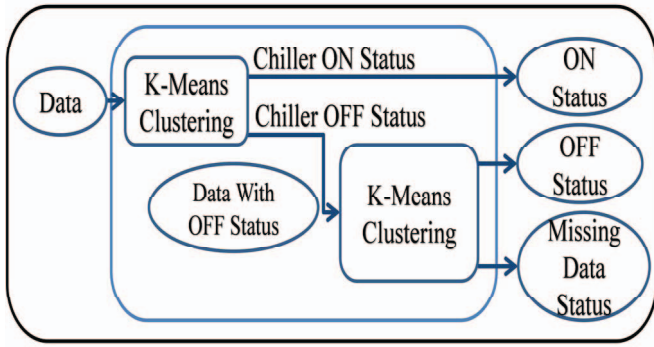 Chiller ON Status
ON
Status
Data
K-Means
Clustering
Chiller OFF Status
OFF
Status
Data With
OFF Status
K-Means
Clustering
Missing
Data
Status